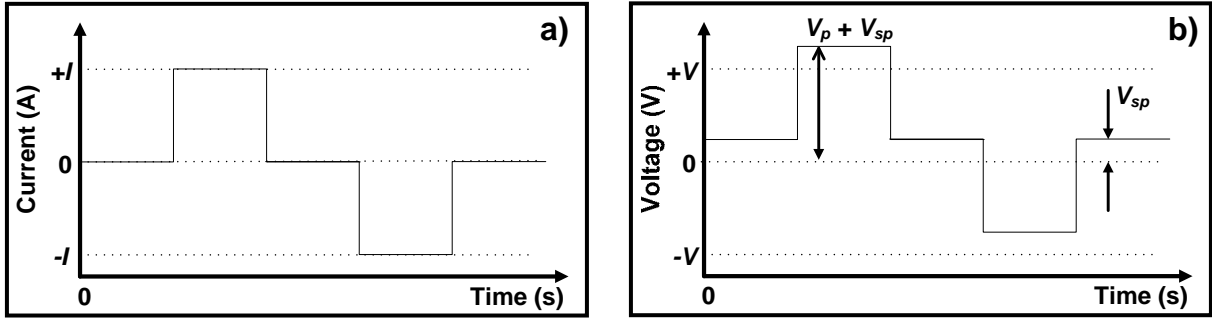 a)
+I
0
-I
Current (A)
0
Time (s)
b)
Vp + Vsp
+V
Vsp
0
-V
Voltage (V)
0
Time (s)